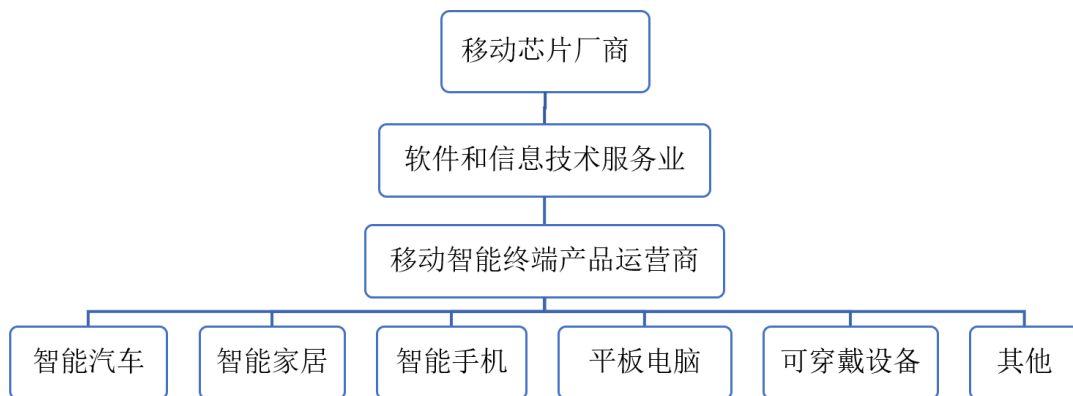 移动芯片厂商
软件和信息技术服务业
移动智能终端产品运营商
智能汽车
智能家居
智能手机
平板电脑
可穿戴设备
其他